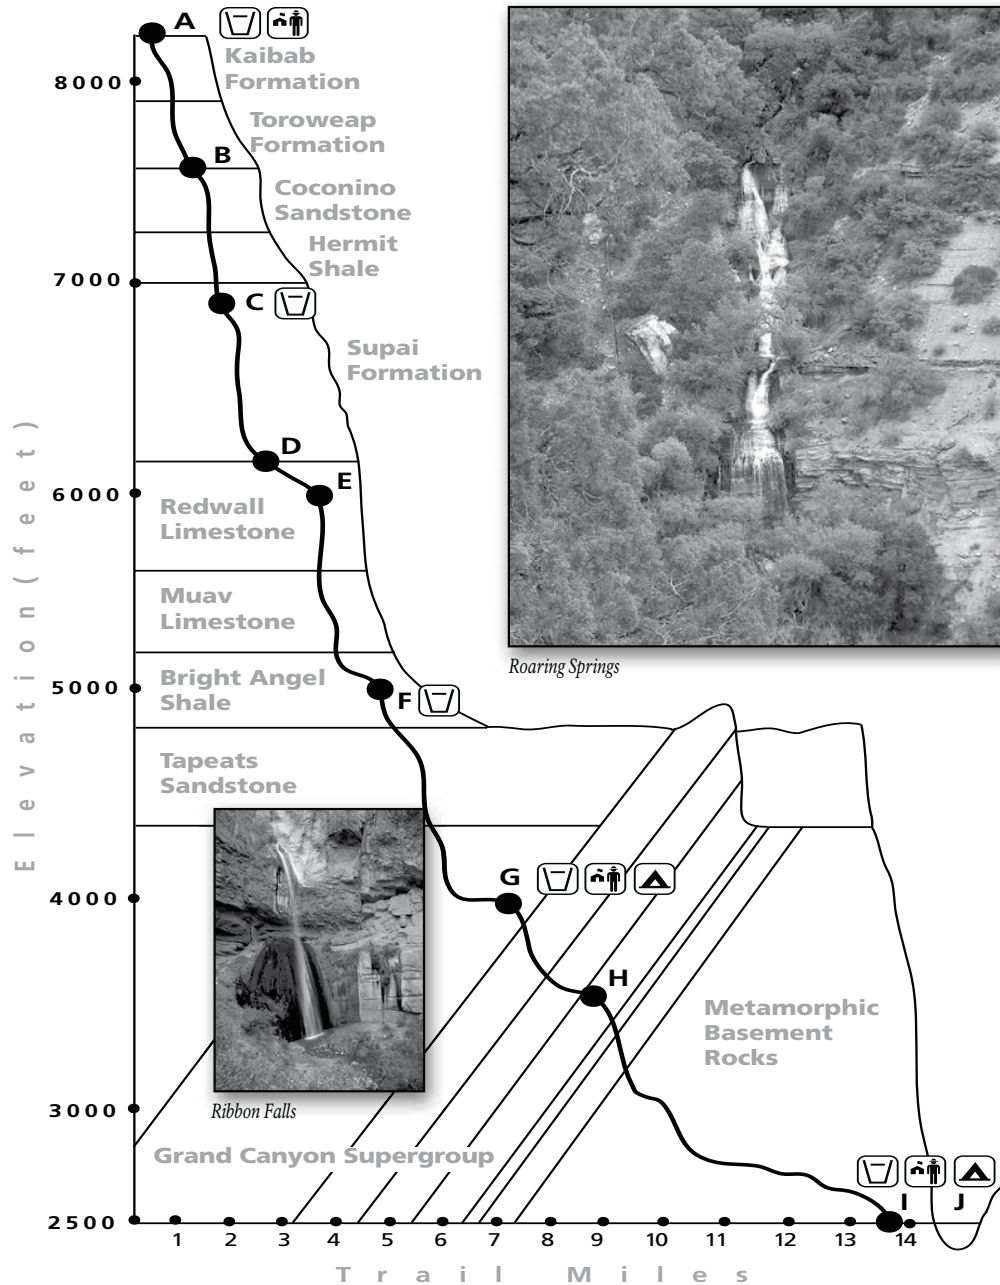 A
Kaibab
Formation
8000
Toroweap
Formation
B
Coconino
Sandstone
Hermit
Shale
7000
C
Supai
Formation
D
E
6000
Redwall
Limestone
Muav
Limestone
Roaring Springs
Bright Angel
Shale
5000
F
Tapeats
Sandstone
G
4000
H
Metamorphic
Basement
Rocks
3000
Ribbon Falls
Grand Canyon Supergroup
I
J
2500
1 2 3 4 5 6 7 8 9 10 11 12 13 14
Trail Miles
Elevation (feet)